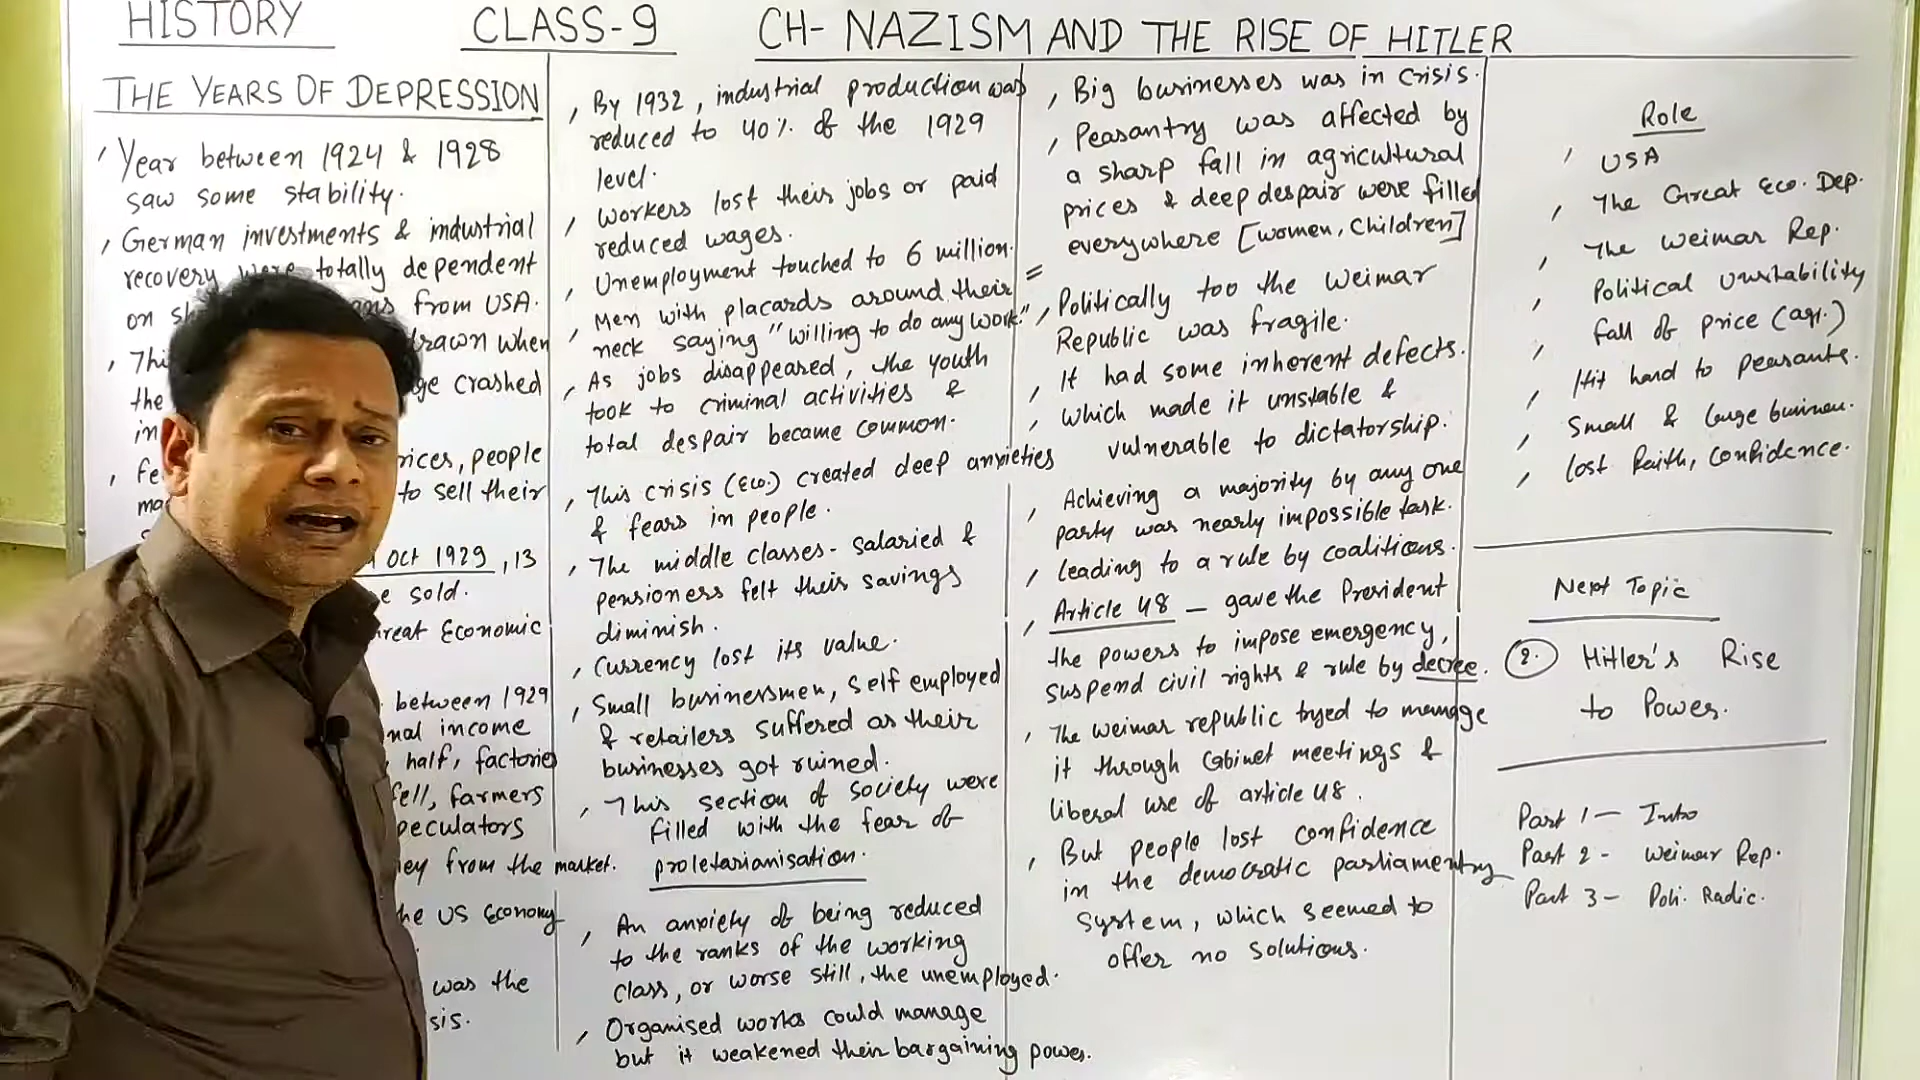 HISTORY CLASS-9 CH- NAZISM AND THE RISE OF HITLER
THE YEARS OF DEPRESSION
Year between 1924 & 1928
saw some stability.
German investments & industrial
recovery were totally dependent
on from USA.
when
the crashed
in
prices, people
to sell their
Oct 1929, 13
sold.
Great Economic
between 1929
income
half, factories
fell, farmers
speculators
from the market.
the US Economy
was the
By 1932, industrial production was
reduced to 40% of the 1929
level.
Workers lost their jobs or paid
reduced wages.
Unemployment touched to 6 million.
Men with placards around their
neck saying "willing to do any work."
As jobs disappeared, the youth
took to criminal activities &
total despair became common.
This crisis (Eco.) created deep anxieties
& fears in people.
The middle classes - salaried &
pensioners felt their savings
diminish.
Currency lost its value.
Small businessmen, self employed
& retailers suffered as their
businesses got ruined.
This section of society were
filled with the fear of
proletarianisation.
An anxiety of being reduced
to the ranks of the working
class, or worse still, the unemployed.
Organised works could manage
but it weakened their bargaining power.
Big businesses was in crisis.
Peasantry was affected by
a sharp fall in agricultural
prices & deep despair were filled
everywhere [women, children]
=
Politically too the Weimar
Republic was fragile.
It had some inherent defects.
which made it unstable &
vulnerable to dictatorship.
Achieving a majority by any one
party was nearly impossible task.
leading to a rule by coalitions.
Article 48 — gave the President
the powers to impose emergency,
suspend civil rights & rule by decree.
The Weimar republic tryed to manage
it through Cabinet meetings &
liberal use of article 48.
But people lost confidence
in the democratic parliamentry
system, which seemed to
offer no solutions.
Role
USA
The Great Eco. Dep.
The Weimar Rep.
Political Unstability
fall of price (agr.)
Hit hard to peasants.
Small & large
lost faith, confidence.
Next Topic
2. Hitler's Rise
to Power.
Part 1 — Intro
Part 2 - Weimar Rep.
Part 3 — Poli. Radic.